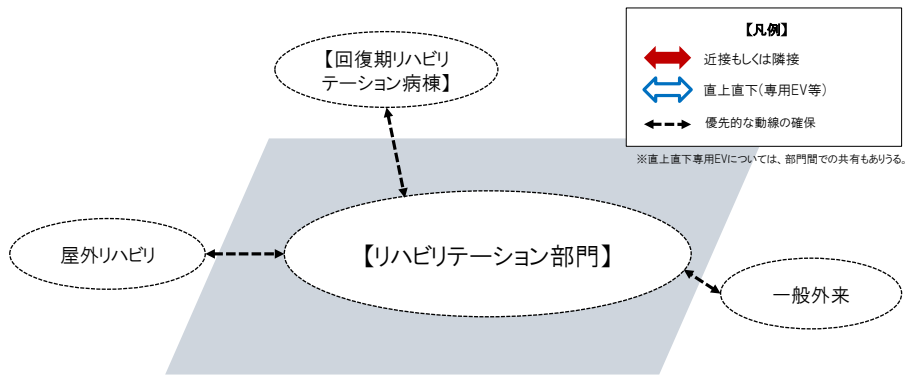 【凡例】
近接もしくは隣接
直上直下(専用EV等)
優先的な動線の確保
※直上直下専用EVについては、部門間での共有もありうる。
【回復期リハビリ
テーション病棟】
屋外リハビリ
【リハビリテーション部門】
一般外来